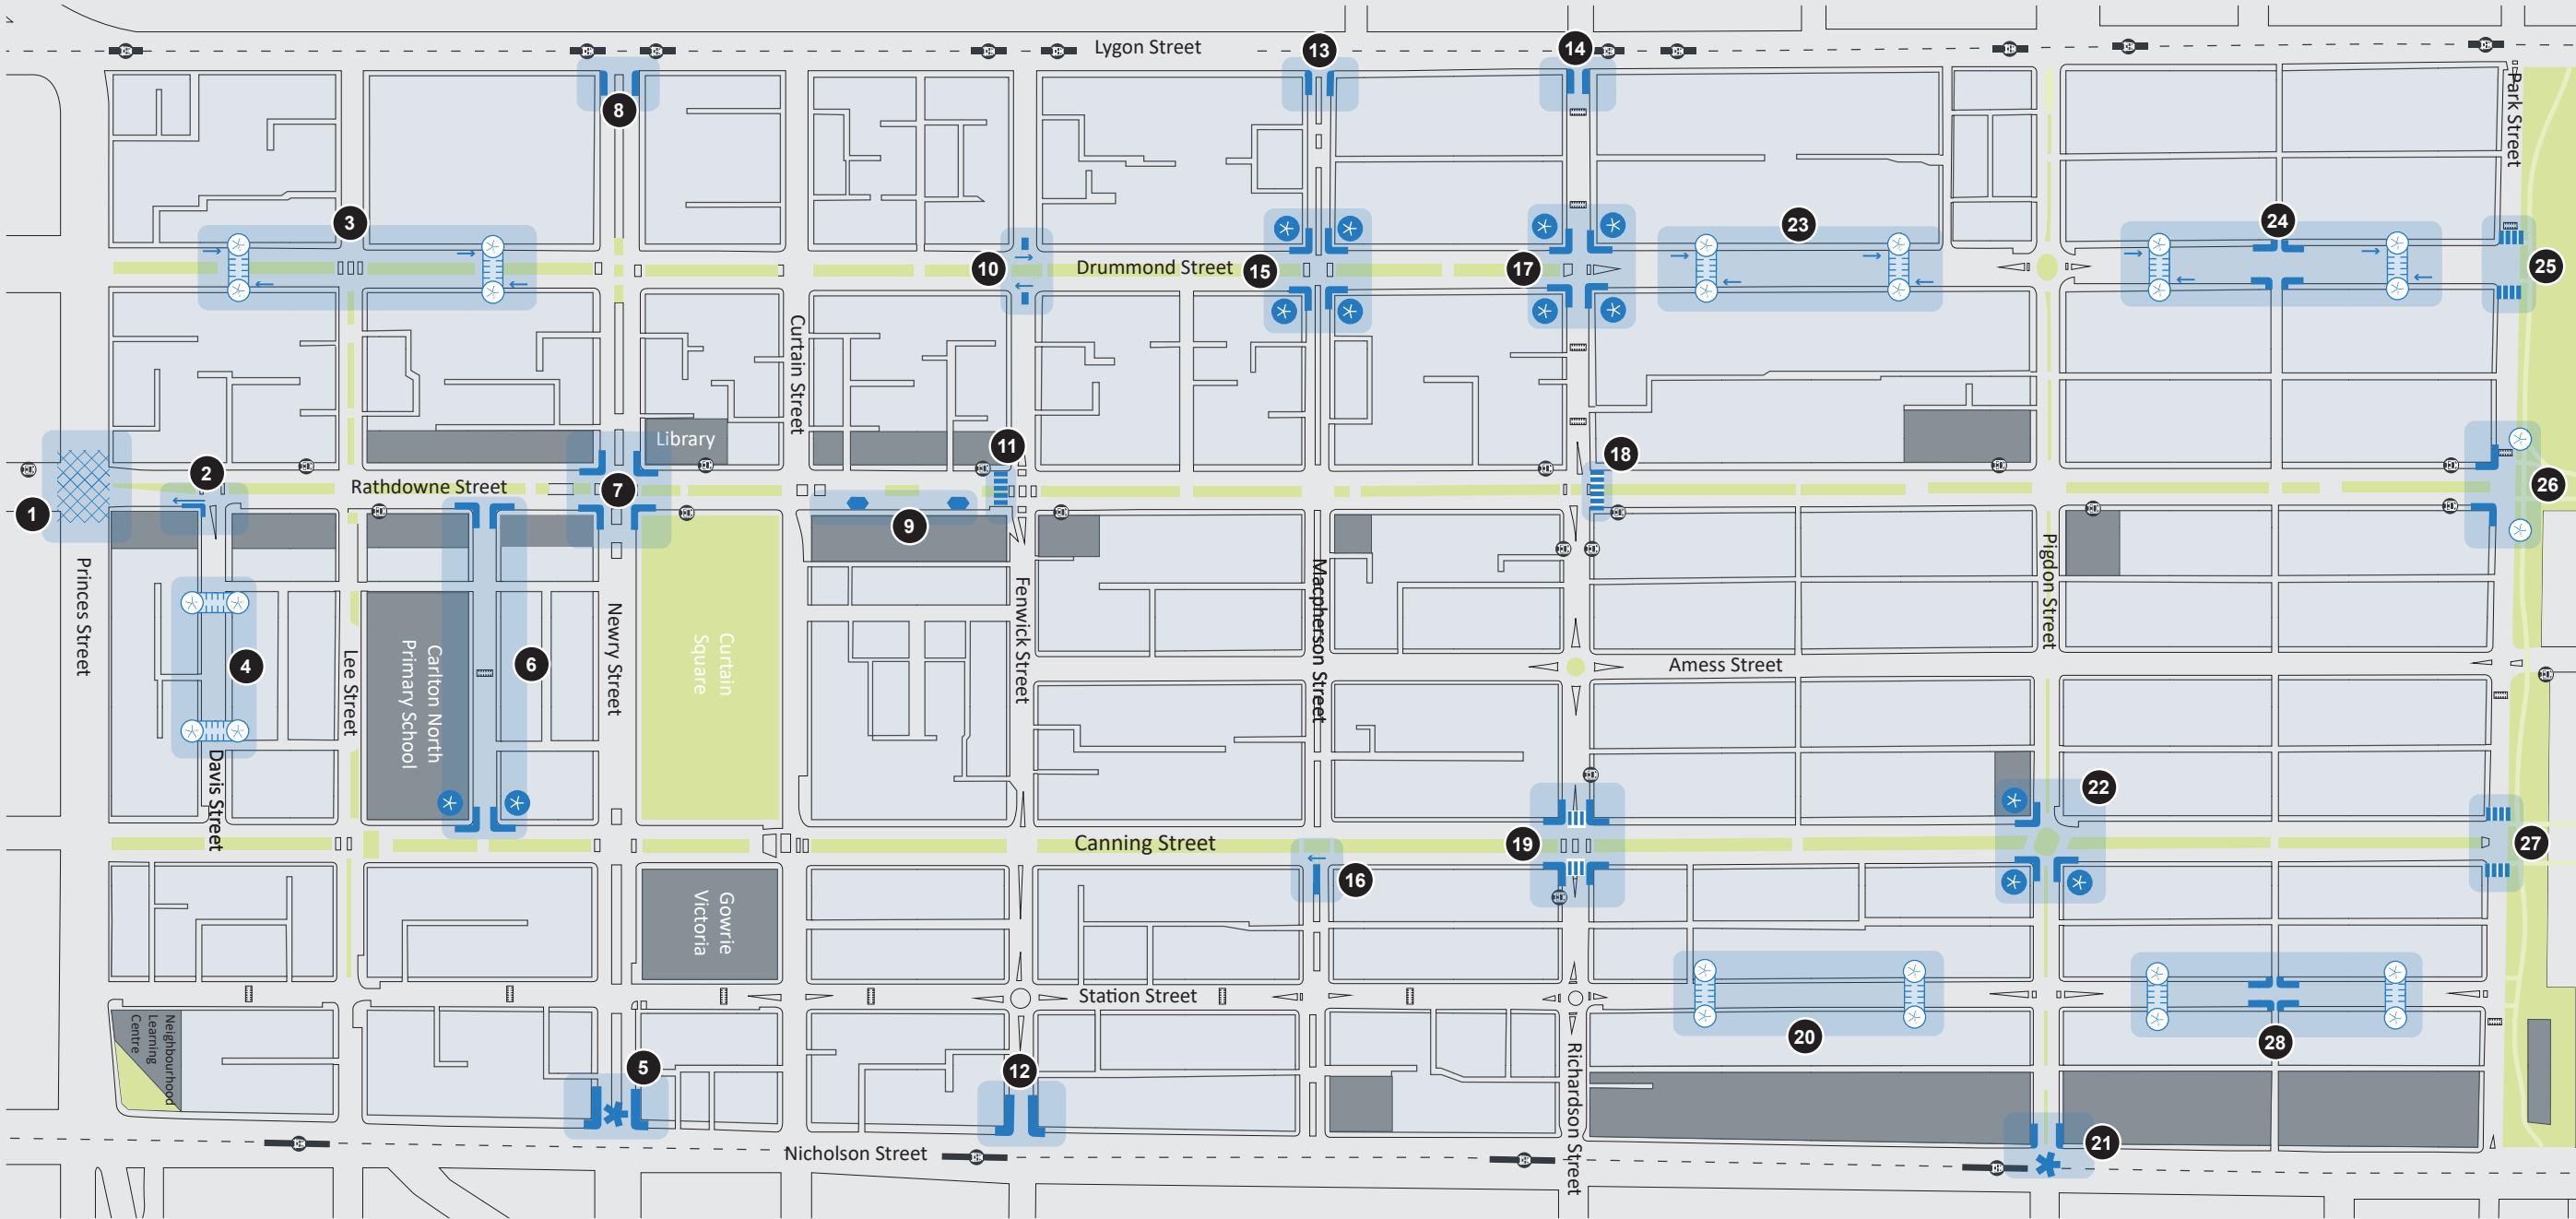 Lygon Street
13
14
8
Park Street
3
24
23
25
10
Drummond Street
15
17
Curtain Street
Library
11
18
2
Rathdowne Street
7
26
1
9
Princes Street
Pigdon Street
Newry Street
Fenwick Street
Macpherson Street
Curtain
Square
4
6
Amess Street
Lee Street
Carlton North
Primary School
Davis Street
22
Canning Street
19
27
16
Gowrie
Victoria
Station Street
Neighbourhood
Learning
Centre
20
28
5
12
Richardson Street
21
Nicholson Street